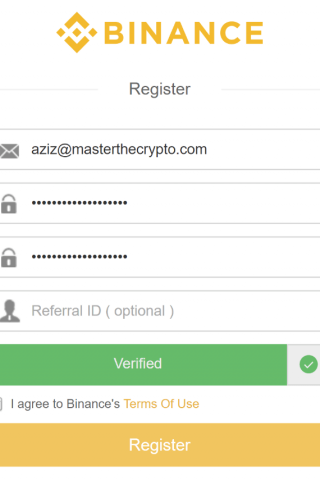 BINANCE
Register
aziz@masterthecrypto.com
•••••••••••••••••••
•••••••••••••••••••
Referral ID ( optional )
Verified
I agree to Binance's Terms Of Use
Register